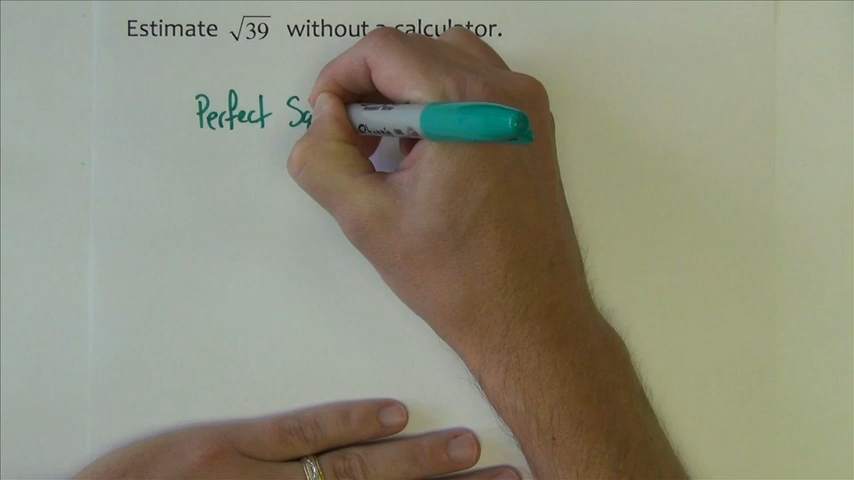 Estimate √39 without a calculator.
Perfect Sq